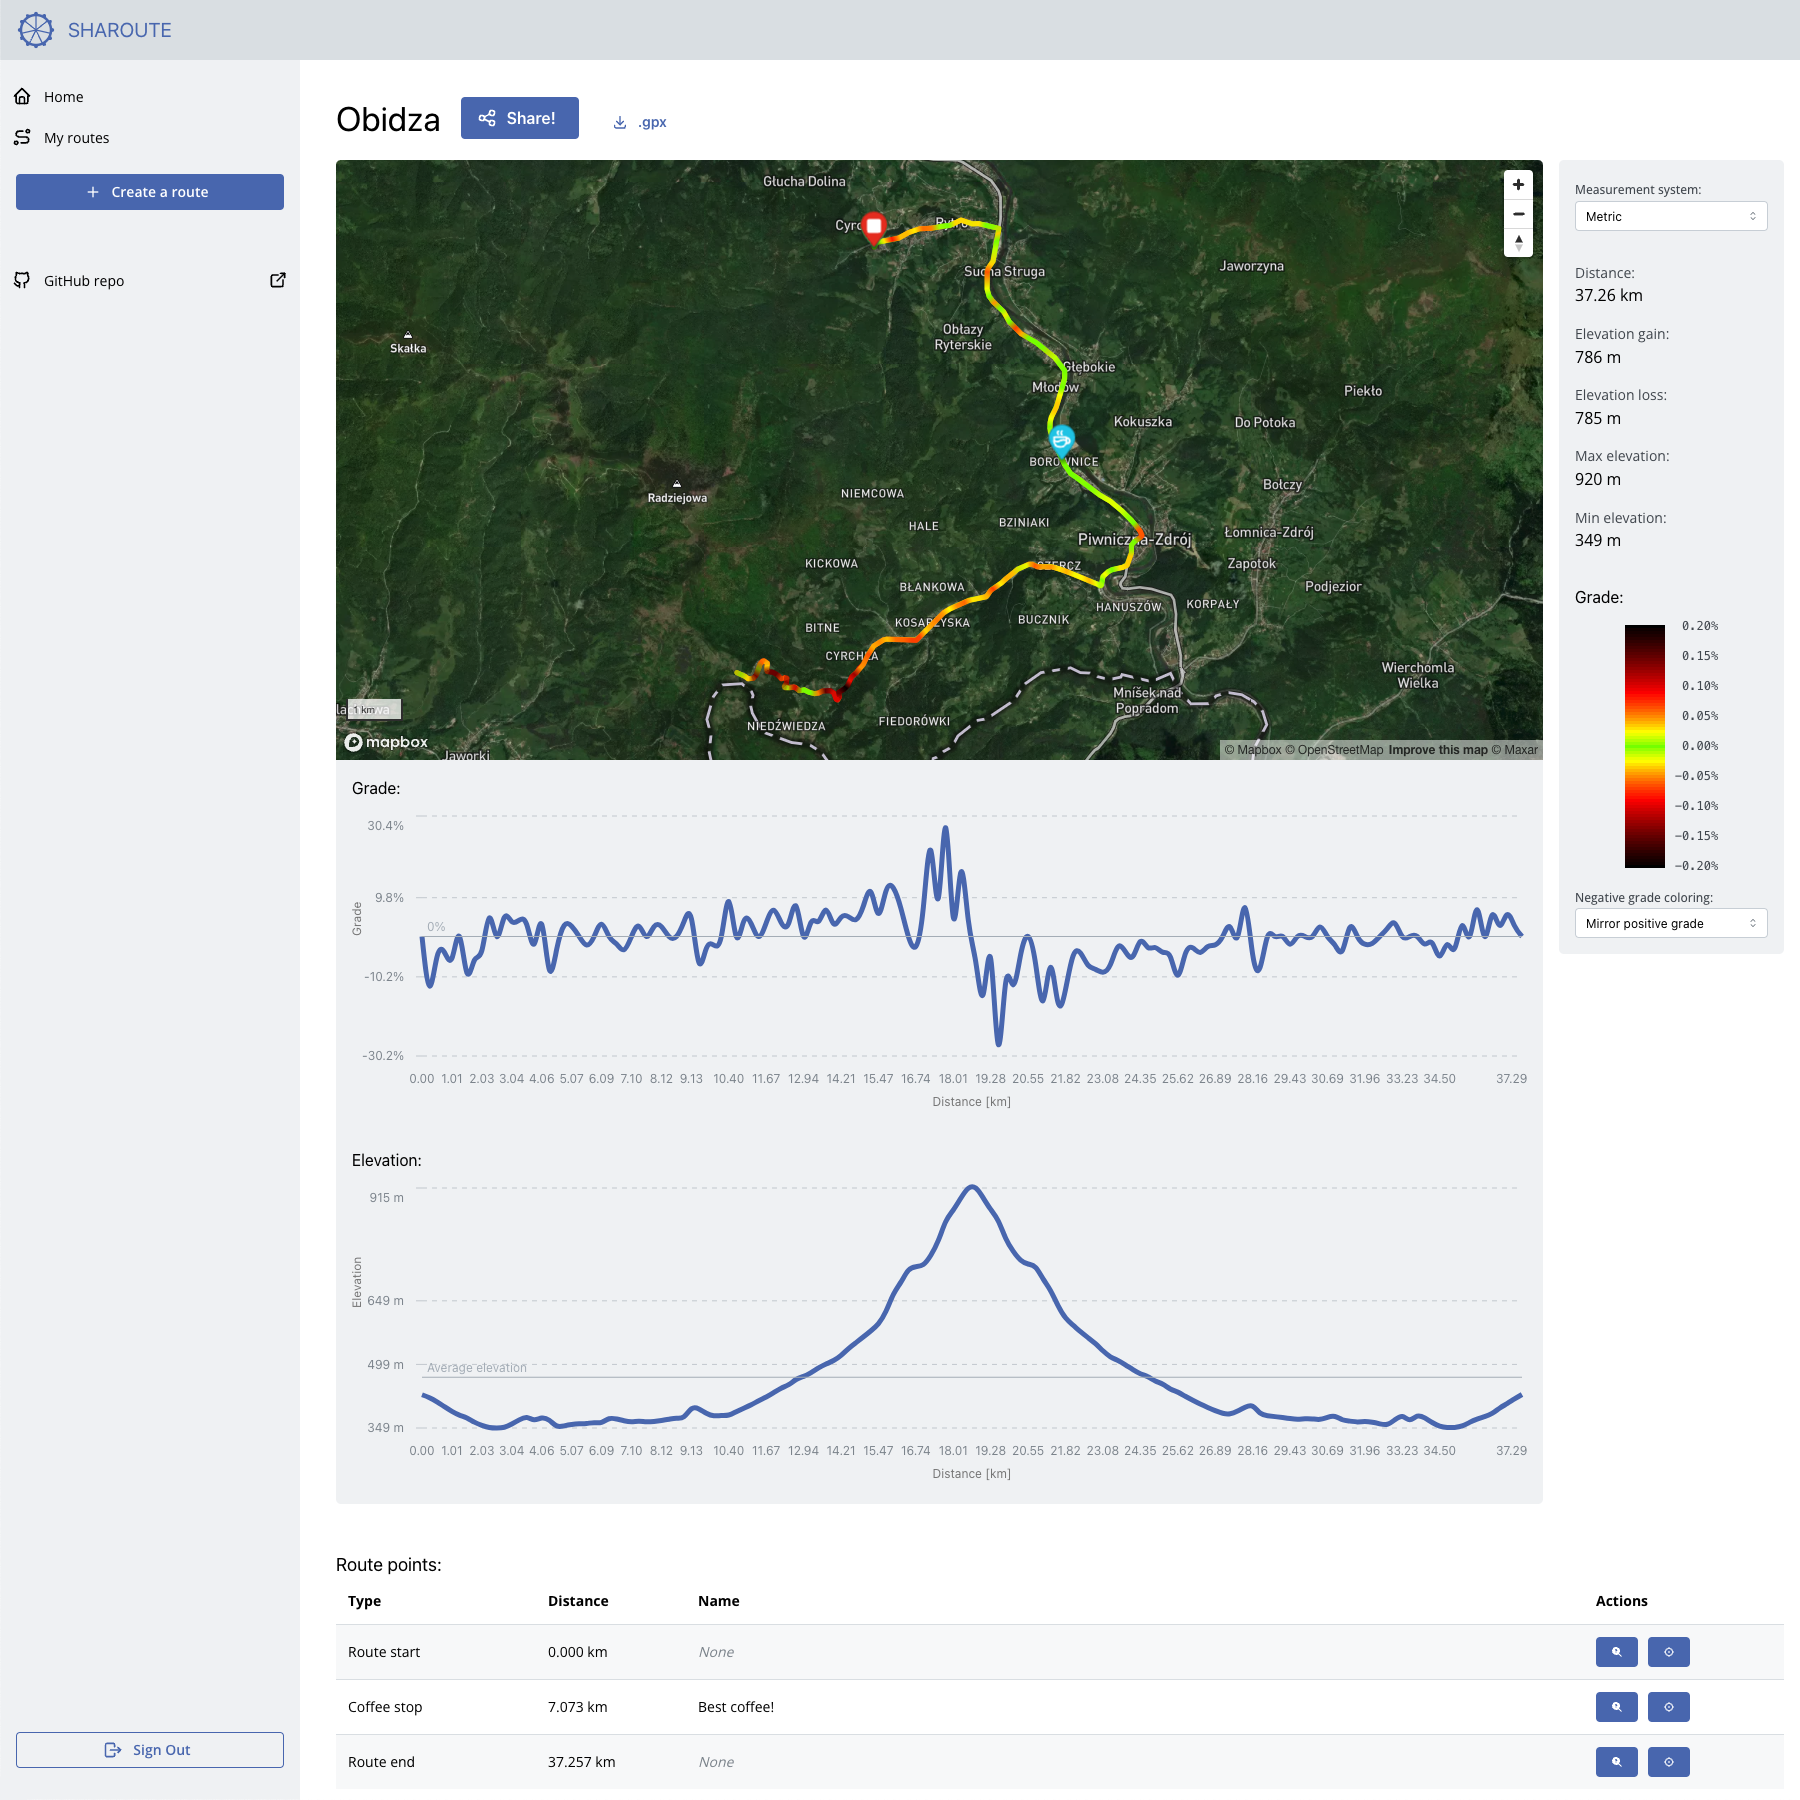 SHAROUTE
Home
My routes
Create a route
GitHub repo
Sign Out
Obidza
Share!
.gpx
Głucha Dolina
Sucha Struga
Jaworzyna
Skałka
Obłazy
Ryterskie
Głębokie
Młodów
Piekło
Kokuszka
Do Potoka
BOROWNICE
Radziejowa
NIEMCOWA
Bołczy
HALE
BZINIAKI
Piwniczna-Zdrój
Łomnica-Zdrój
KICKOWA
Zapotok
BŁANKOWA
Podjezior
HANUSZÓW
KORPAŁY
KOSARZYSKA
BUCZNIK
BITNE
CYRCHLA
Wierchomla
Wielka
Mníšek nad
Popradom
1 km
NIEDŹWIEDZA
FIEDORÓWKI
mapbox
Jaworki
© Mapbox © OpenStreetMap Improve this map © Maxar
Measurement system:
Metric
Distance:
37.26 km
Elevation gain:
786 m
Elevation loss:
785 m
Max elevation:
920 m
Min elevation:
349 m
Grade:
0.20%
0.15%
0.10%
0.05%
0.00%
−0.05%
−0.10%
−0.15%
−0.20%
Negative grade coloring:
Mirror positive grade
Grade:
30.4%
9.8%
0%
-10.2%
-30.2%
Grade
0.00 1.01 2.03 3.04 4.06 5.07 6.09 7.10 8.12 9.13 10.40 11.67 12.94 14.21 15.47 16.74 18.01 19.28 20.55 21.82 23.08 24.35 25.62 26.89 28.16 29.43 30.69 31.96 33.23 34.50 37.29
Distance [km]
Elevation:
915 m
649 m
499 m
Average elevation
349 m
Elevation
0.00 1.01 2.03 3.04 4.06 5.07 6.09 7.10 8.12 9.13 10.40 11.67 12.94 14.21 15.47 16.74 18.01 19.28 20.55 21.82 23.08 24.35 25.62 26.89 28.16 29.43 30.69 31.96 33.23 34.50 37.29
Distance [km]
Route points:
Type Distance Name Actions
Route start 0.000 km None
Coffee stop 7.073 km Best coffee!
Route end 37.257 km None